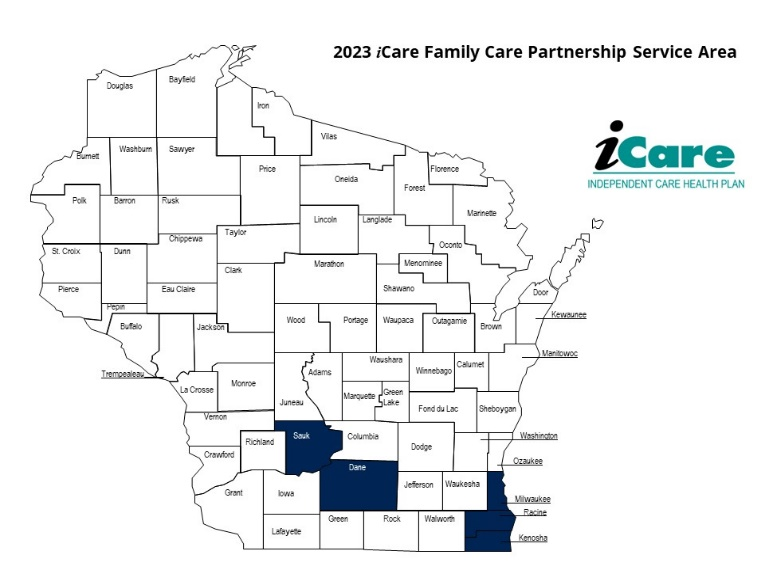 2023 iCare Family Care Partnership Service Area
iCare
INDEPENDENT CARE HEALTH PLAN
Douglas
Bayfield
Iron
Vilas
Burnett
Washburn
Sawyer
Price
Oneida
Forest
Florence
Polk
Barron
Rusk
Lincoln
Langlade
Marinette
Chippewa
Taylor
Oconto
St. Croix
Dunn
Clark
Marathon
Menominee
Pierce
Eau Claire
Shawano
Door
Pepin
Buffalo
Jackson
Wood
Portage
Waupaca
Outagamie
Brown
Kewaunee
Trempealeau
Adams
Waushara
Winnebago
Calumet
Manitowoc
La Crosse
Monroe
Juneau
Marquette
Green
Lake
Fond du Lac
Sheboygan
Vernon
Crawford
Richland
Sauk
Columbia
Dodge
Washington
Ozaukee
Grant
Iowa
Dane
Jefferson
Waukesha
Milwaukee
Lafayette
Green
Rock
Walworth
Racine
Kenosha